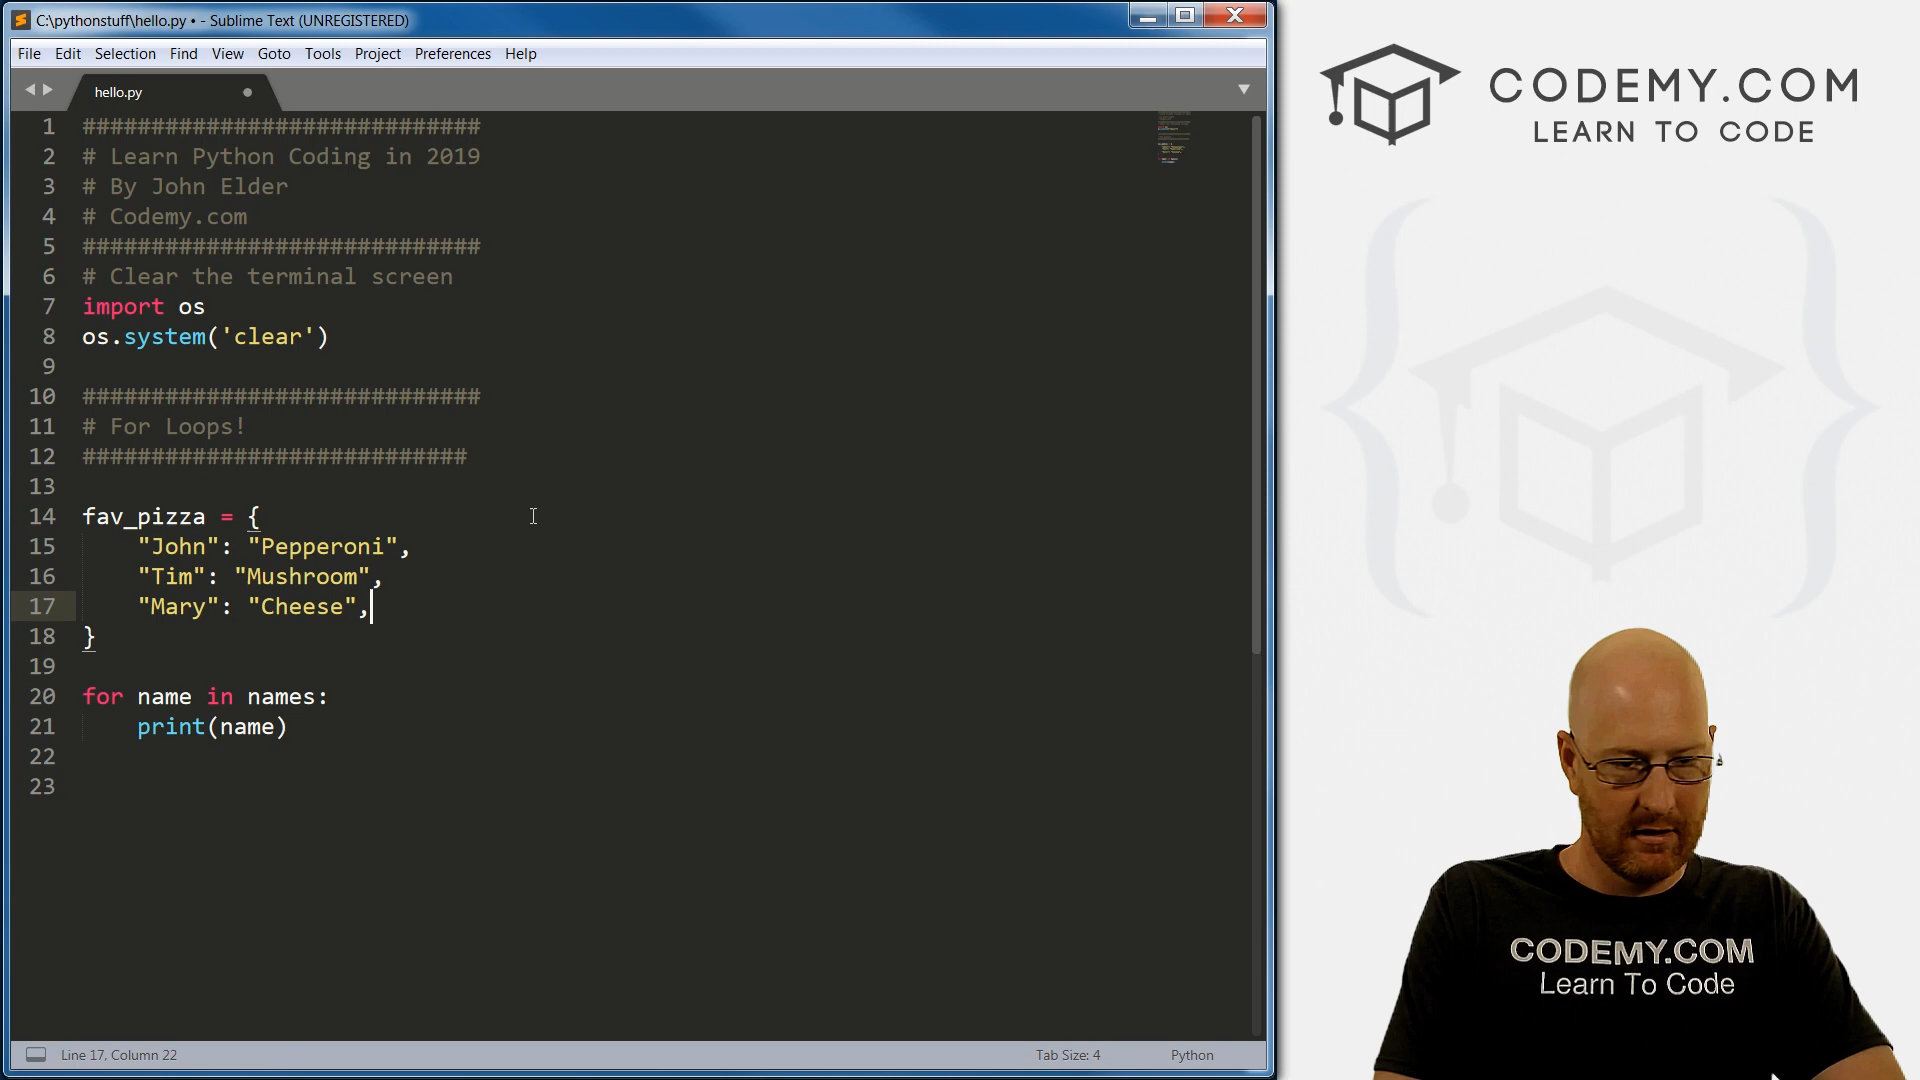 C:\pythonstuff\hello.py • - Sublime Text (UNREGISTERED)
File Edit Selection Find View Goto Tools Project Preferences Help
hello.py
1 #############################
2 # Learn Python Coding in 2019
3 # By John Elder
4 # Codemy.com
5 #############################
6 # Clear the terminal screen
7 import os
8 os.system('clear')
9
10 #############################
11 # For Loops!
12 ############################
13
14 fav_pizza = {
15 "John": "Pepperoni",
16 "Tim": "Mushroom",
17 "Mary": "Cheese",
18 }
19
20 for name in names:
21 print(name)
22
23
Line 17, Column 22
Tab Size: 4
Python
CODEMY.COM
LEARN TO CODE
CODEMY.COM
Learn To Code